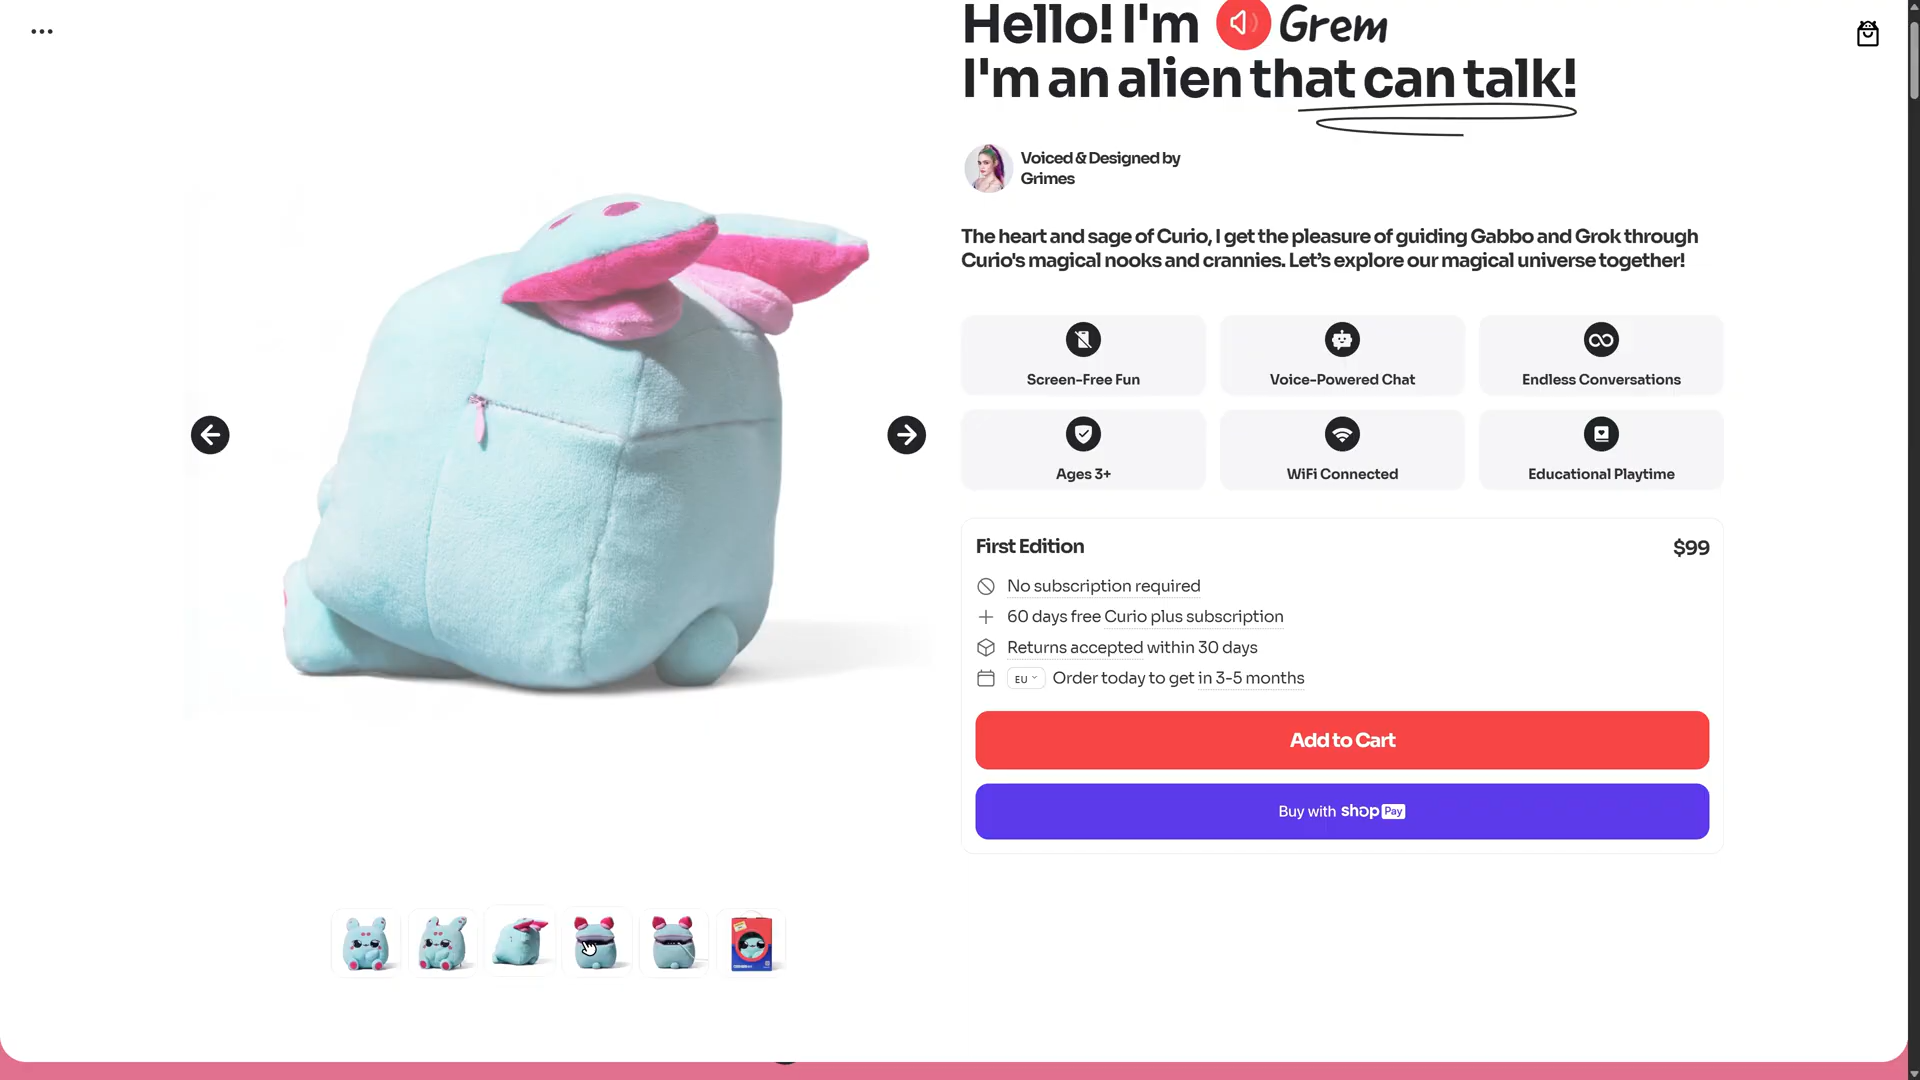 Hello! I'm Grem
I'm an alien that can talk!
Voiced & Designed by
Grimes
The heart and sage of Curio, I get the pleasure of guiding Gabbo and Grok through
Curio's magical nooks and crannies. Let’s explore our magical universe together!
Screen-Free Fun
Voice-Powered Chat
Endless Conversations
Ages 3+
WiFi Connected
Educational Playtime
First Edition
$99
No subscription required
60 days free Curio plus subscription
Returns accepted within 30 days
EU Order today to get in 3-5 months
Add to Cart
Buy with shop Pay